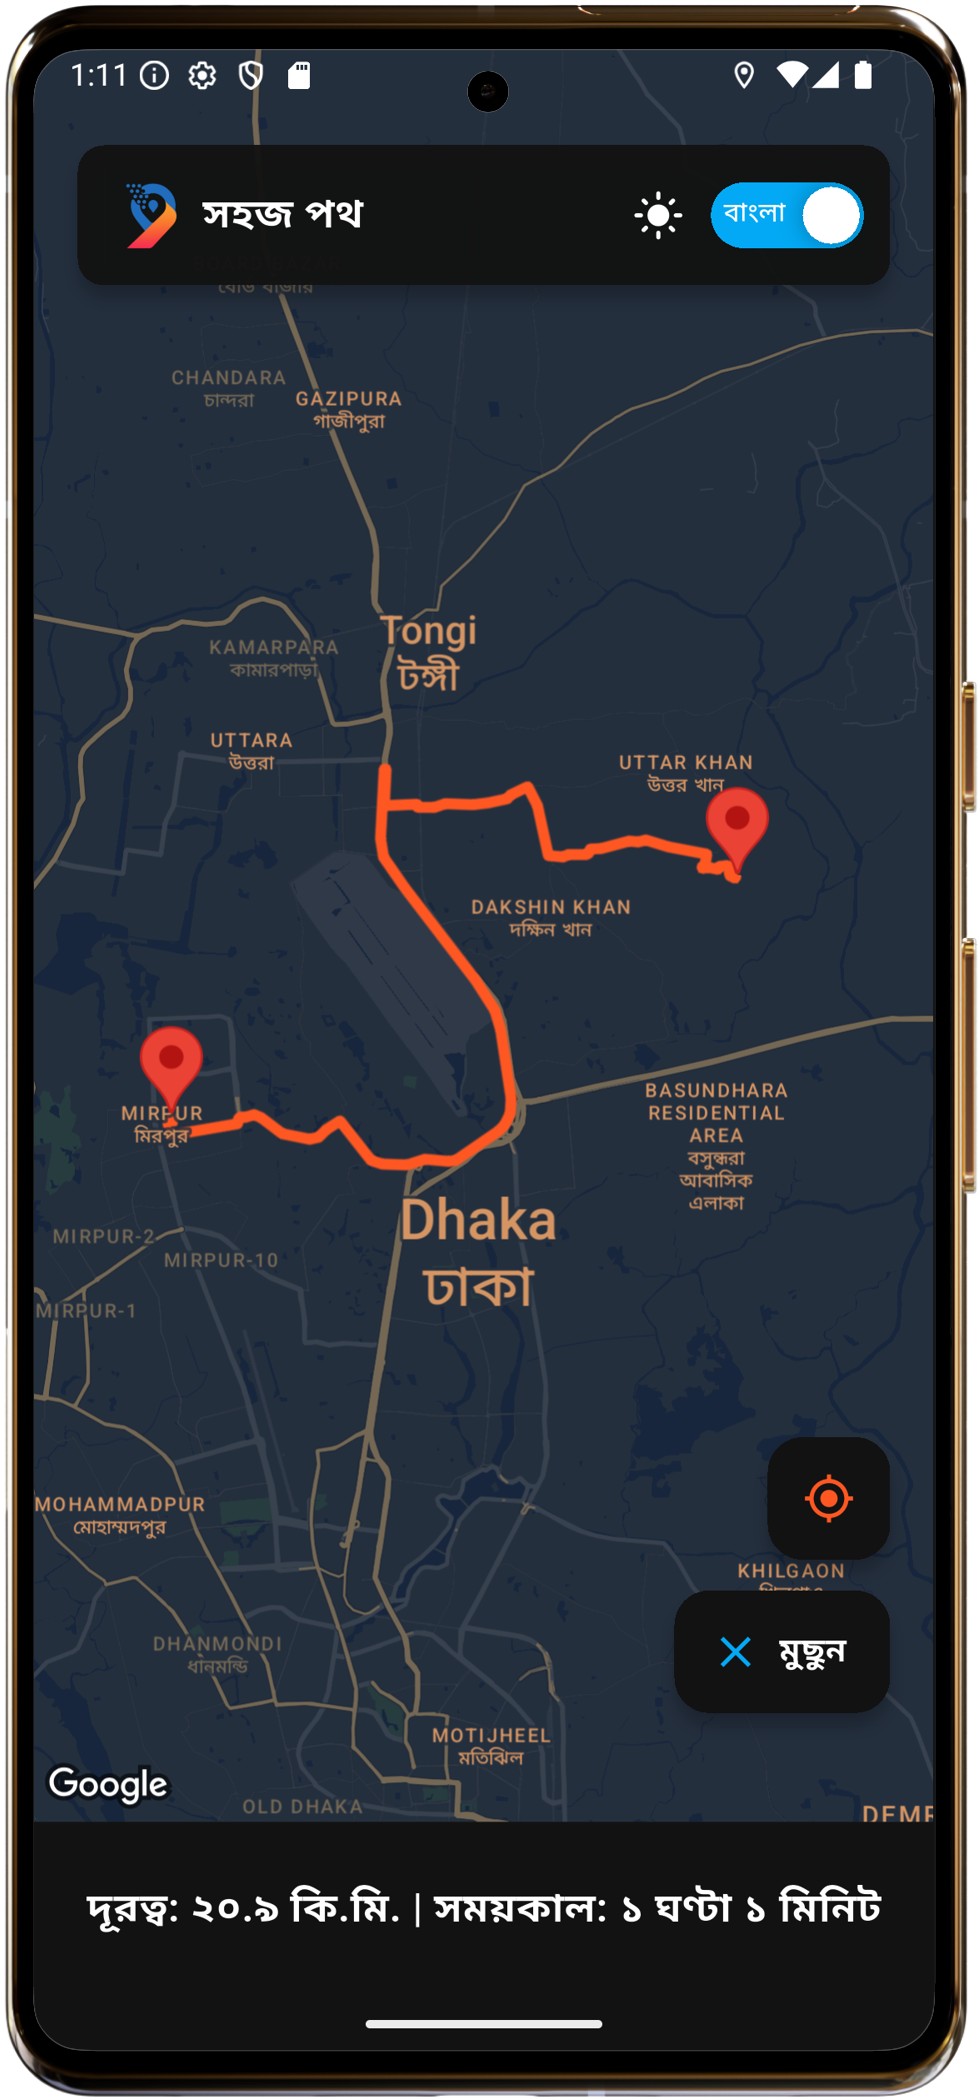 1:11
সহজ পথ
বাংলা
CHANDARA
চান্দরা
GAZIPURA
গাজীপুরা
Tongi
টঙ্গী
KAMARPARA
কামারপাড়া
UTTARA
উত্তরা
UTTAR KHAN
উত্তর খান
DAKSHIN KHAN
দক্ষিন খান
MIRPUR
মিরপুর
BASUNDHARA
RESIDENTIAL
AREA
বসুন্ধরা
আবাসিক
এলাকা
Dhaka
ঢাকা
MIRPUR-2
MIRPUR-10
MIRPUR-1
MOHAMMADPUR
মোহাম্মদপুর
KHILGAON
DHANMONDI
ধানমন্ডি
মুছুন
MOTIJHEEL
মতিঝিল
Google
OLD DHAKA
DEMR
দূরত্ব: ২০.৯ কি.মি. | সময়কাল: ১ ঘণ্টা ১ মিনিট